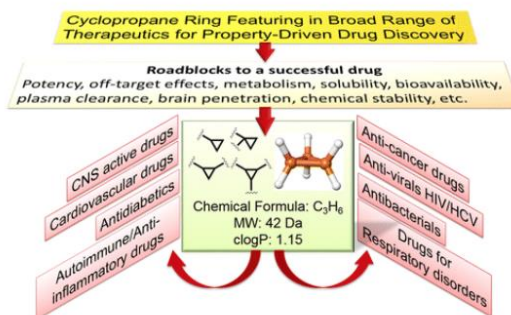 Cyclopropane Ring Featuring in Broad Range of
Therapeutics for Property-Driven Drug Discovery
Roadblocks to a successful drug
Potency, off-target effects, metabolism, solubility, bioavailability,
plasma clearance, brain penetration, chemical stability, etc.
CNS active drugs
Cardiovascular drugs
Antidiabetics
Autoimmune/Anti-
inflammatory drugs
Chemical Formula: C₃H₆
MW: 42 Da
clogP: 1.15
Anti-cancer drugs
Anti-virals HIV/HCV
Antibacterials
Drugs for
Respiratory disorders